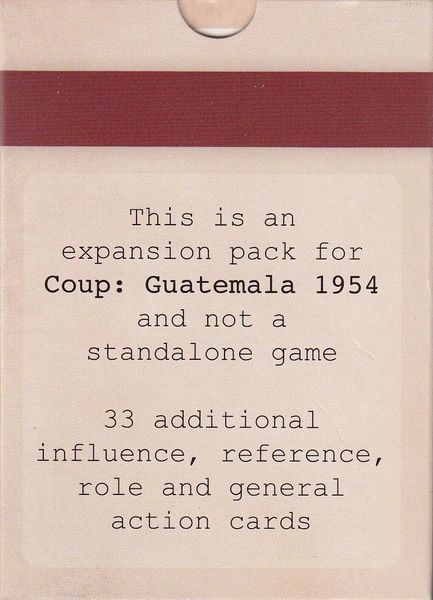 This is an
expansion pack for
Coup: Guatemala 1954
and not a
standalone game
33 additional
influence, reference,
role and general
action cards